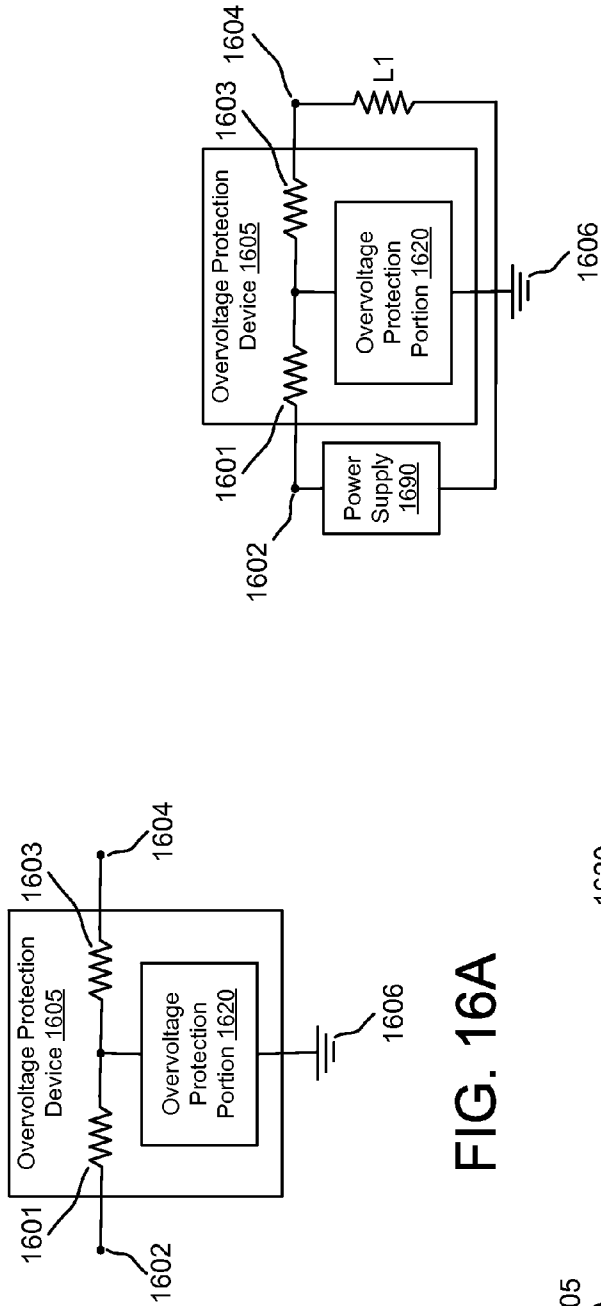 Overvoltage Protection
Device 1605
1601
1603
1602
1604
Overvoltage
Protection
Portion 1620
1606
FIG. 16A
Overvoltage Protection
Device 1605
1601
1603
1602
1604
Power
Supply
1690
Overvoltage
Protection
Portion 1620
L1
1606
05